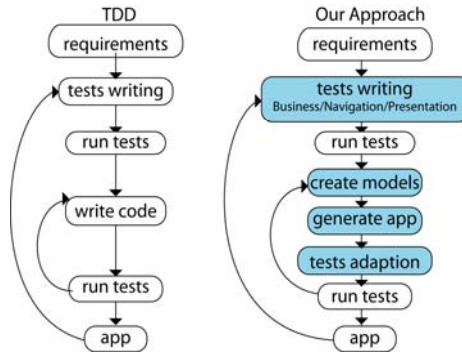 TDD
requirements
tests writing
run tests
write code
run tests
app
Our Approach
requirements
tests writing
Business/Navigation/Presentation
run tests
create models
generate app
tests adaption
run tests
app